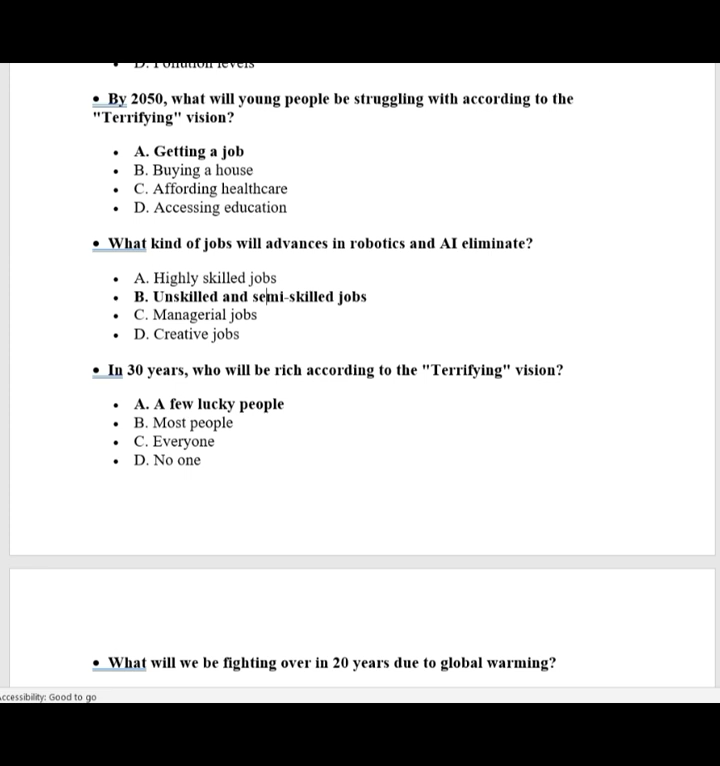 D. Pollution levels
• By 2050, what will young people be struggling with according to the
"Terrifying" vision?
• A. Getting a job
• B. Buying a house
• C. Affording healthcare
• D. Accessing education
• What kind of jobs will advances in robotics and AI eliminate?
• A. Highly skilled jobs
• B. Unskilled and semi-skilled jobs
• C. Managerial jobs
• D. Creative jobs
• In 30 years, who will be rich according to the "Terrifying" vision?
• A. A few lucky people
• B. Most people
• C. Everyone
• D. No one
• What will we be fighting over in 20 years due to global warming?
ccessibility: Good to go